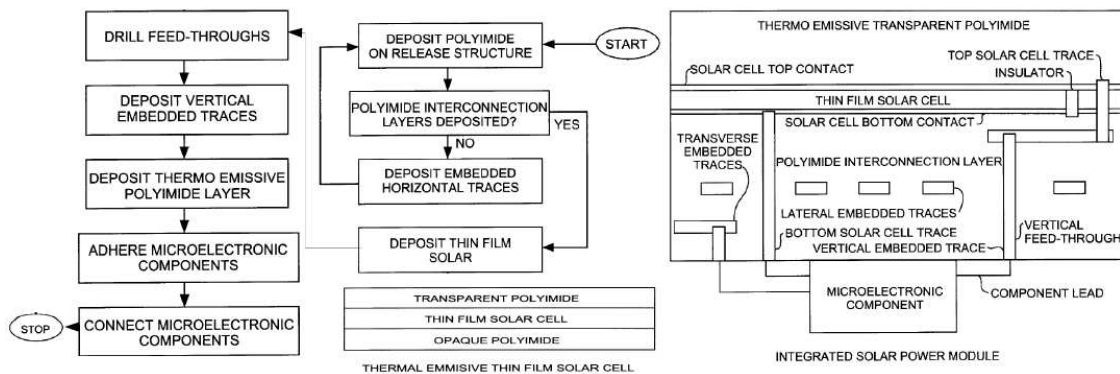 START
DEPOSIT POLYIMIDE
ON RELEASE STRUCTURE
POLYIMIDE INTERCONNECTION
LAYERS DEPOSITED?
YES
NO
DEPOSIT EMBEDDED
HORIZONTAL TRACES
DEPOSIT THIN FILM
SOLAR
DRILL FEED-THROUGHS
DEPOSIT VERTICAL
EMBEDDED TRACES
DEPOSIT THERMO EMISSIVE
POLYIMIDE LAYER
ADHERE MICROELECTRONIC
COMPONENTS
CONNECT MICROELECTRONIC
COMPONENTS
STOP
TRANSPARENT POLYIMIDE
THIN FILM SOLAR CELL
OPAQUE POLYIMIDE
THERMAL EMMISIVE THIN FILM SOLAR CELL
THERMO EMISSIVE TRANSPARENT POLYIMIDE
TOP SOLAR CELL TRACE
SOLAR CELL TOP CONTACT
INSULATOR
THIN FILM SOLAR CELL
SOLAR CELL BOTTOM CONTACT
TRANSVERSE
EMBEDDED
TRACES
POLYIMIDE INTERCONNECTION LAYER
LATERAL EMBEDDED TRACES
BOTTOM SOLAR CELL TRACE
VERTICAL EMBEDDED TRACE
VERTICAL
FEED-THROUGH
MICROELECTRONIC
COMPONENT
COMPONENT LEAD
INTEGRATED SOLAR POWER MODULE